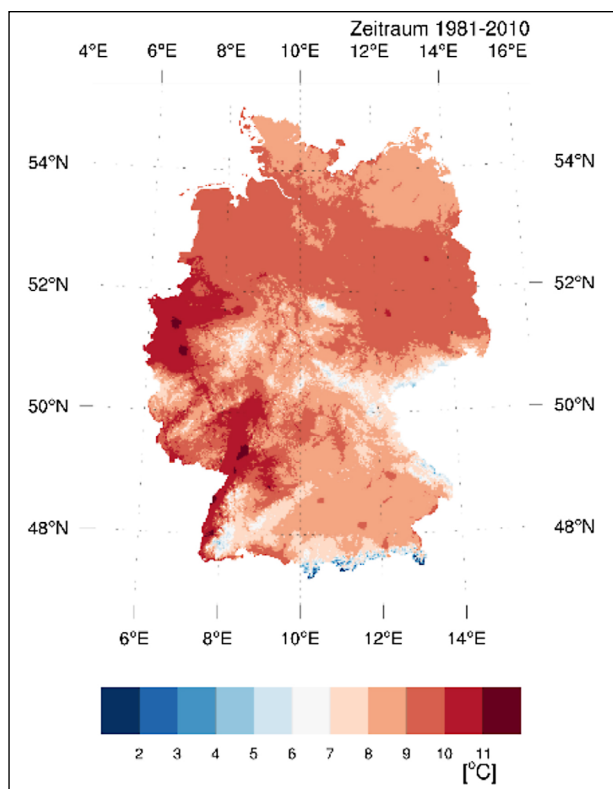 Zeitraum 1981-2010
4°E 6°E 8°E 10°E 12°E 14°E 16°E
54°N 54°N
52°N 52°N
50°N 50°N
48°N 48°N
6°E 8°E 10°E 12°E 14°E
2 3 4 5 6 7 8 9 10 11
[°C]